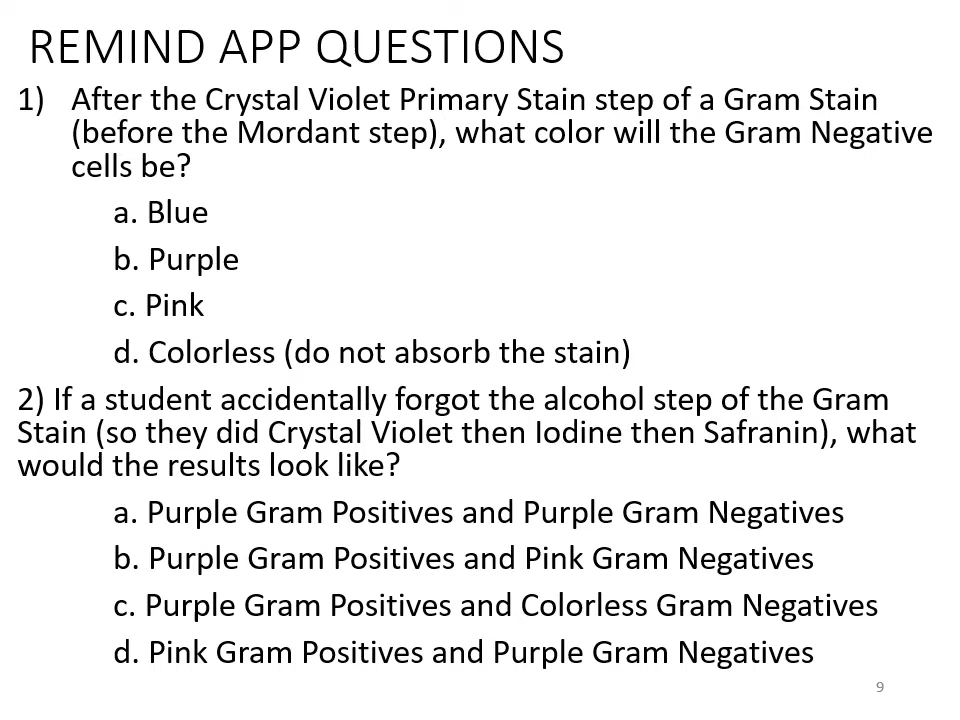 REMIND APP QUESTIONS
1) After the Crystal Violet Primary Stain step of a Gram Stain
(before the Mordant step), what color will the Gram Negative
cells be?
a. Blue
b. Purple
c. Pink
d. Colorless (do not absorb the stain)
2) If a student accidentally forgot the alcohol step of the Gram
Stain (so they did Crystal Violet then Iodine then Safranin), what
would the results look like?
a. Purple Gram Positives and Purple Gram Negatives
b. Purple Gram Positives and Pink Gram Negatives
c. Purple Gram Positives and Colorless Gram Negatives
d. Pink Gram Positives and Purple Gram Negatives
9